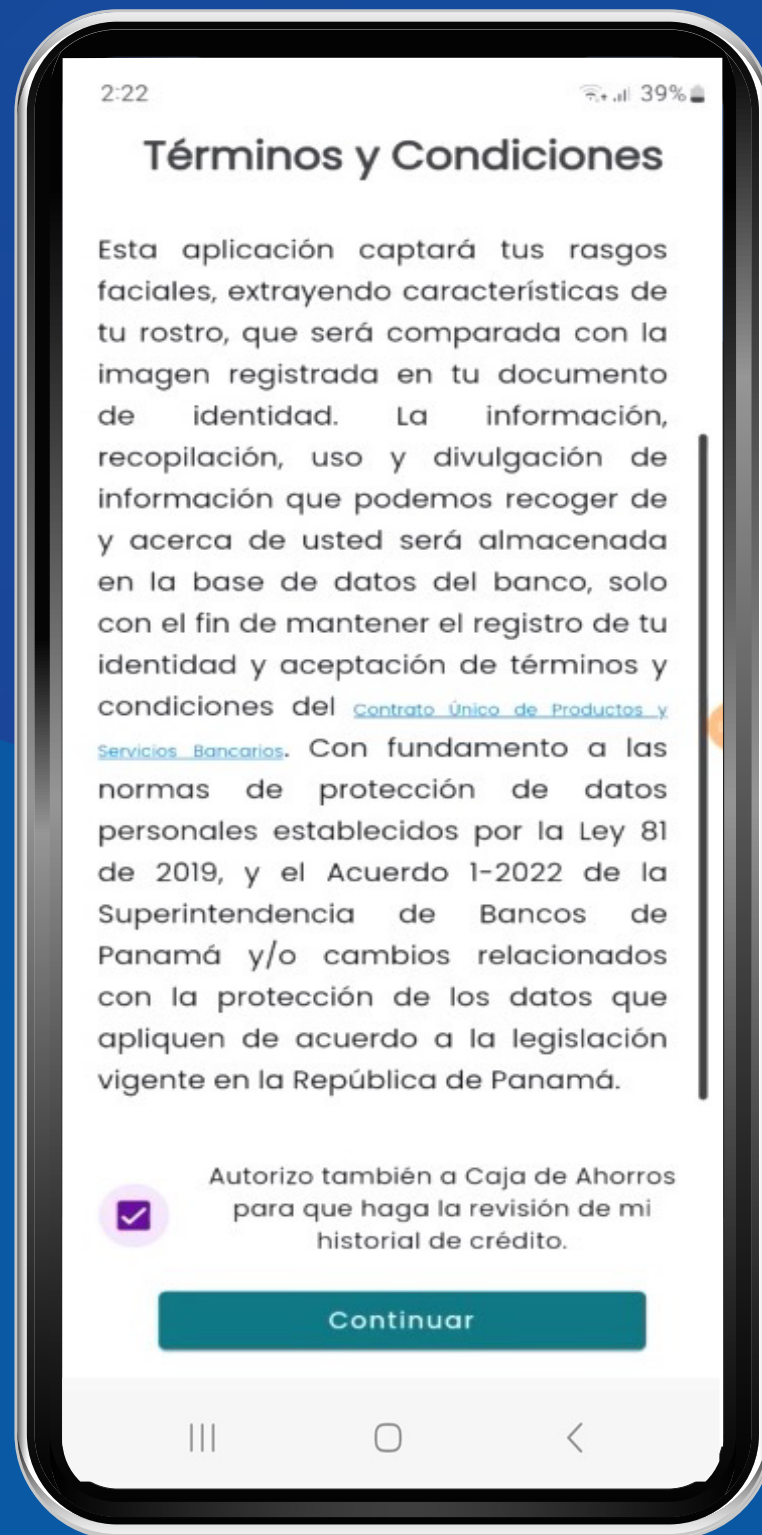 2:22
39%
Términos y Condiciones
Esta aplicación captará tus rasgos
faciales, extrayendo características de
tu rostro, que será comparada con la
imagen registrada en tu documento
de identidad. La información,
recopilación, uso y divulgación de
información que podemos recoger de
y acerca de usted será almacenada
en la base de datos del banco, solo
con el fin de mantener el registro de tu
identidad y aceptación de términos y
condiciones del Contrato Único de Productos y
Servicios Bancarios. Con fundamento a las
normas de protección de datos
personales establecidos por la Ley 81
de 2019, y el Acuerdo 1-2022 de la
Superintendencia de Bancos de
Panamá y/o cambios relacionados
con la protección de los datos que
apliquen de acuerdo a la legislación
vigente en la República de Panamá.
Autorizo también a Caja de Ahorros
para que haga la revisión de mi
historial de crédito.
Continuar